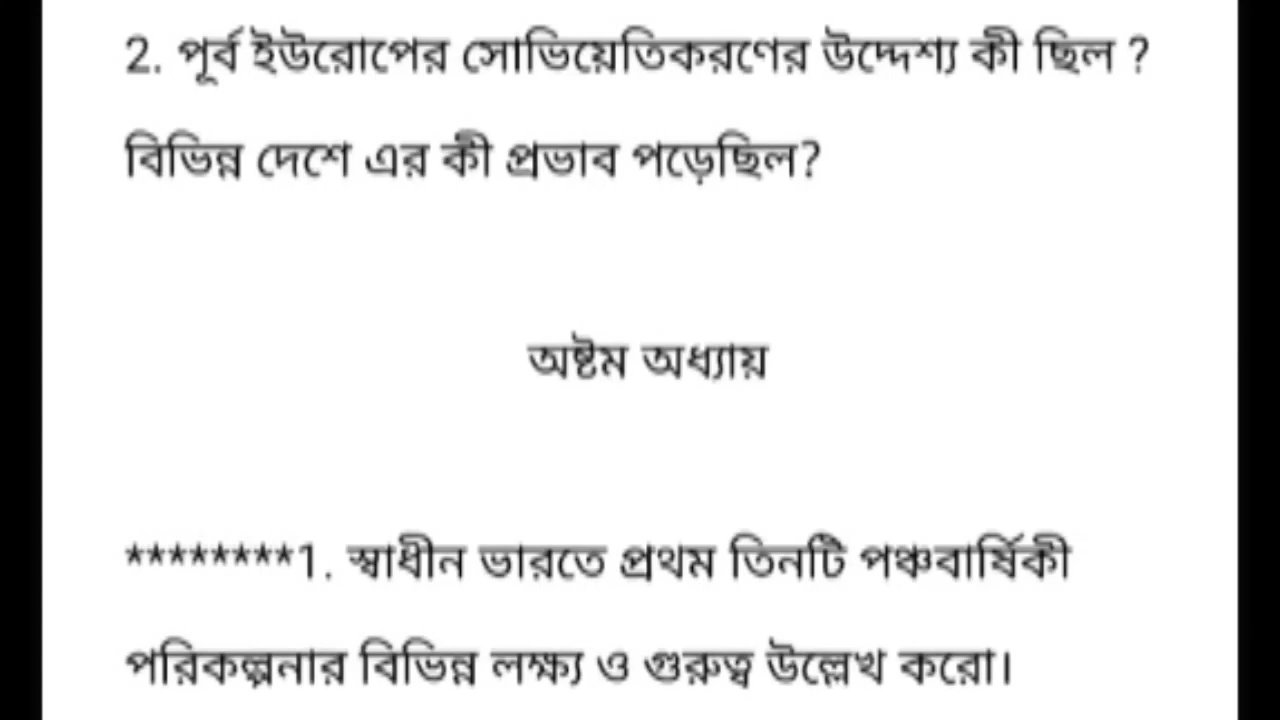 2. পূর্ব ইউরোপের সোভিয়েতিকরণের উদ্দেশ্য কী ছিল ?
বিভিন্ন দেশে এর কী প্রভাব পড়েছিল?
অষ্টম অধ্যায়
********1. স্বাধীন ভারতে প্রথম তিনটি পঞ্চবার্ষিকী
পরিকল্পনার বিভিন্ন লক্ষ্য ও গুরুত্ব উল্লেখ করো।